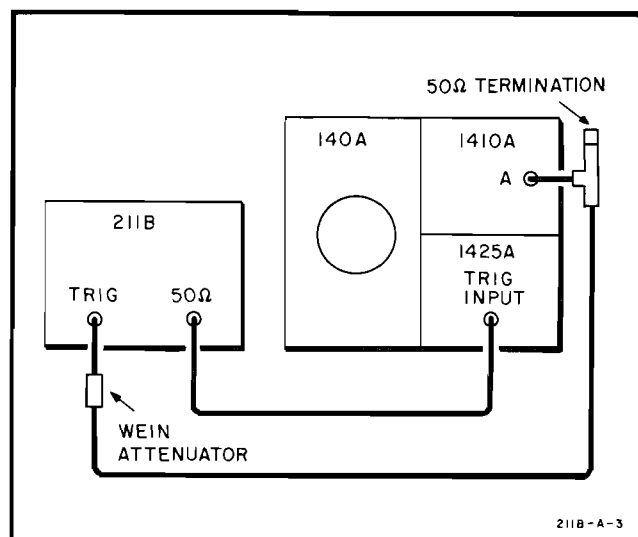 50Ω TERMINATION
140A
1410A
A
211B
1425A
TRIG
INPUT
TRIG
50Ω
WEIN
ATTENUATOR
211B-A-3